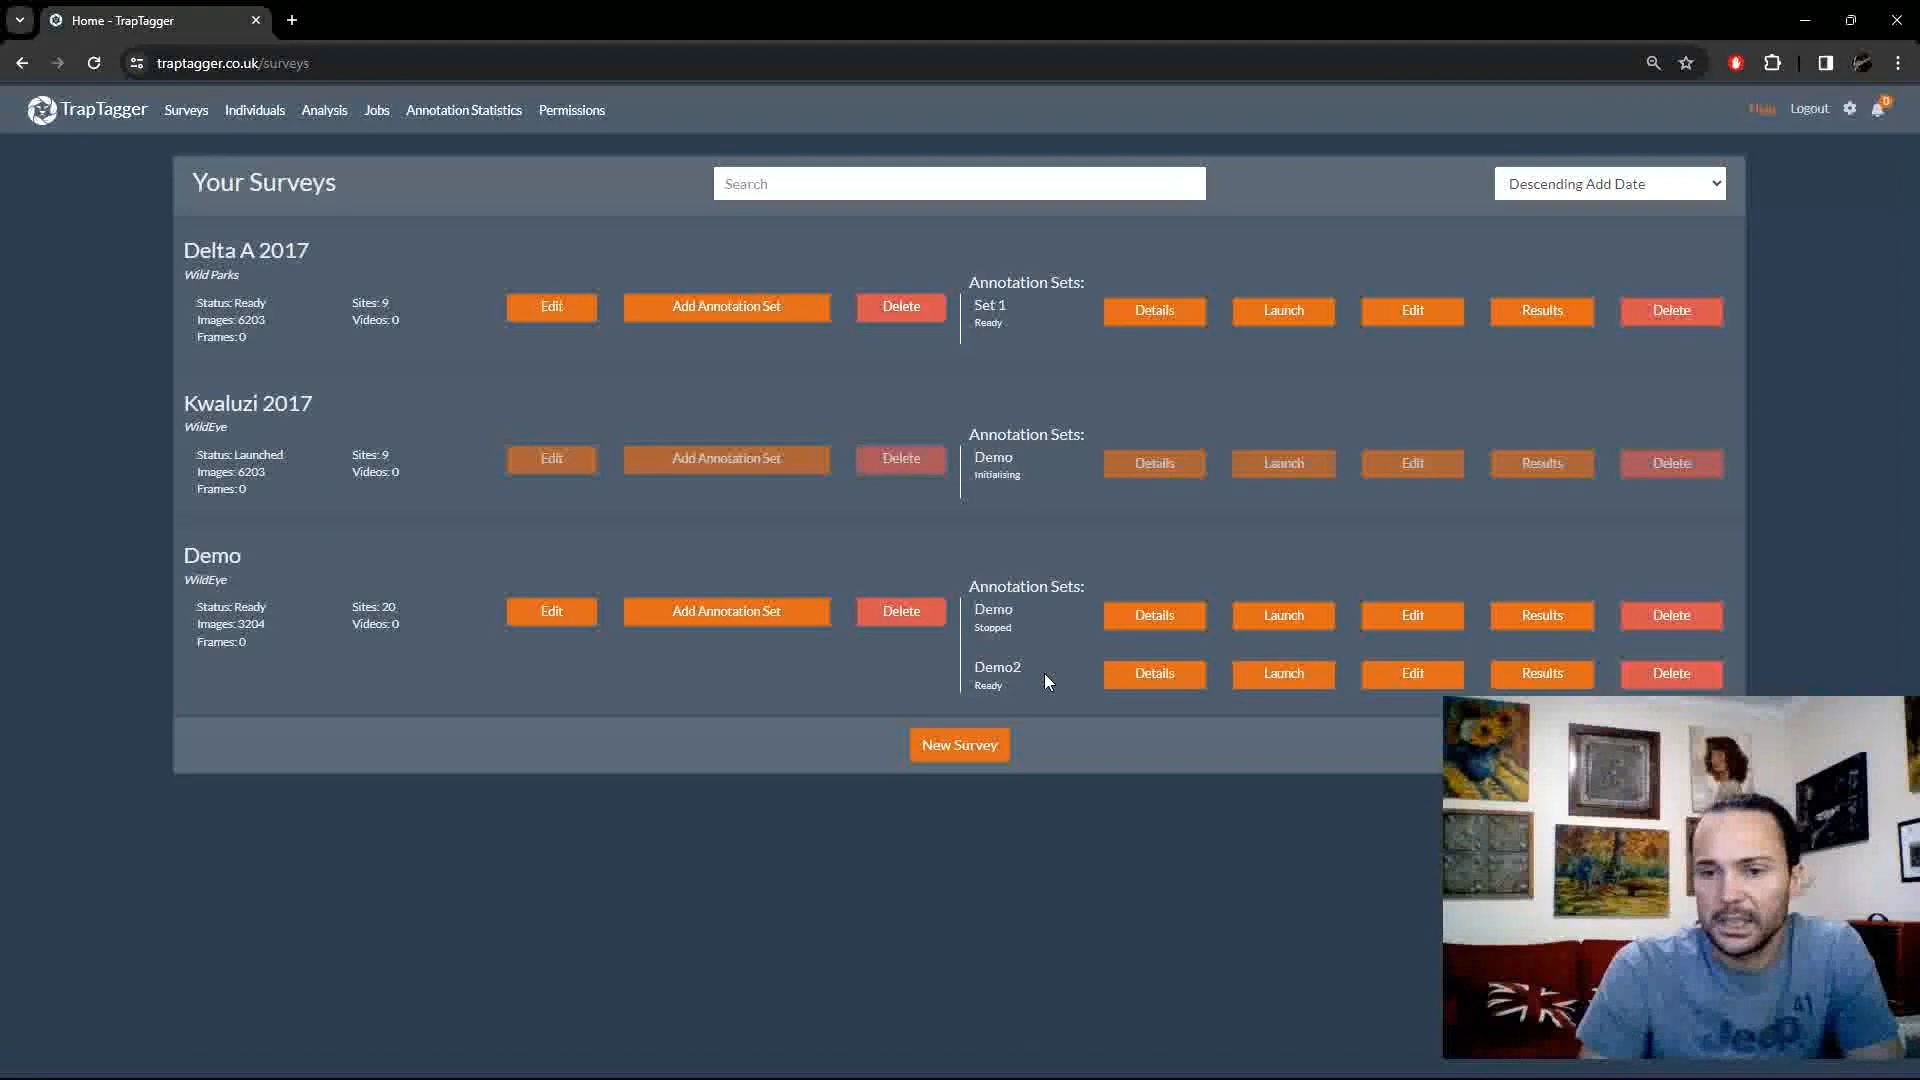 Home - TrapTagger
traptagger.co.uk/surveys
TrapTagger Surveys Individuals Analysis Jobs Annotation Statistics Permissions Help Logout 0
Your Surveys Search Descending Add Date
Delta A 2017
Wild Parks
Status: Ready Sites: 9
Images: 6203 Videos: 0
Frames: 0
Edit Add Annotation Set Delete
Annotation Sets:
Set 1
Ready
Details Launch Edit Results Delete
Kwaluzi 2017
WildEye
Status: Launched Sites: 9
Images: 6203 Videos: 0
Frames: 0
Edit Add Annotation Set Delete
Annotation Sets:
Demo
Initialising
Details Launch Edit Results Delete
Demo
WildEye
Status: Ready Sites: 20
Images: 3204 Videos: 0
Frames: 0
Edit Add Annotation Set Delete
Annotation Sets:
Demo
Stopped
Details Launch Edit Results Delete
Demo2
Ready
Details Launch Edit Results Delete
New Survey
41
Jeep